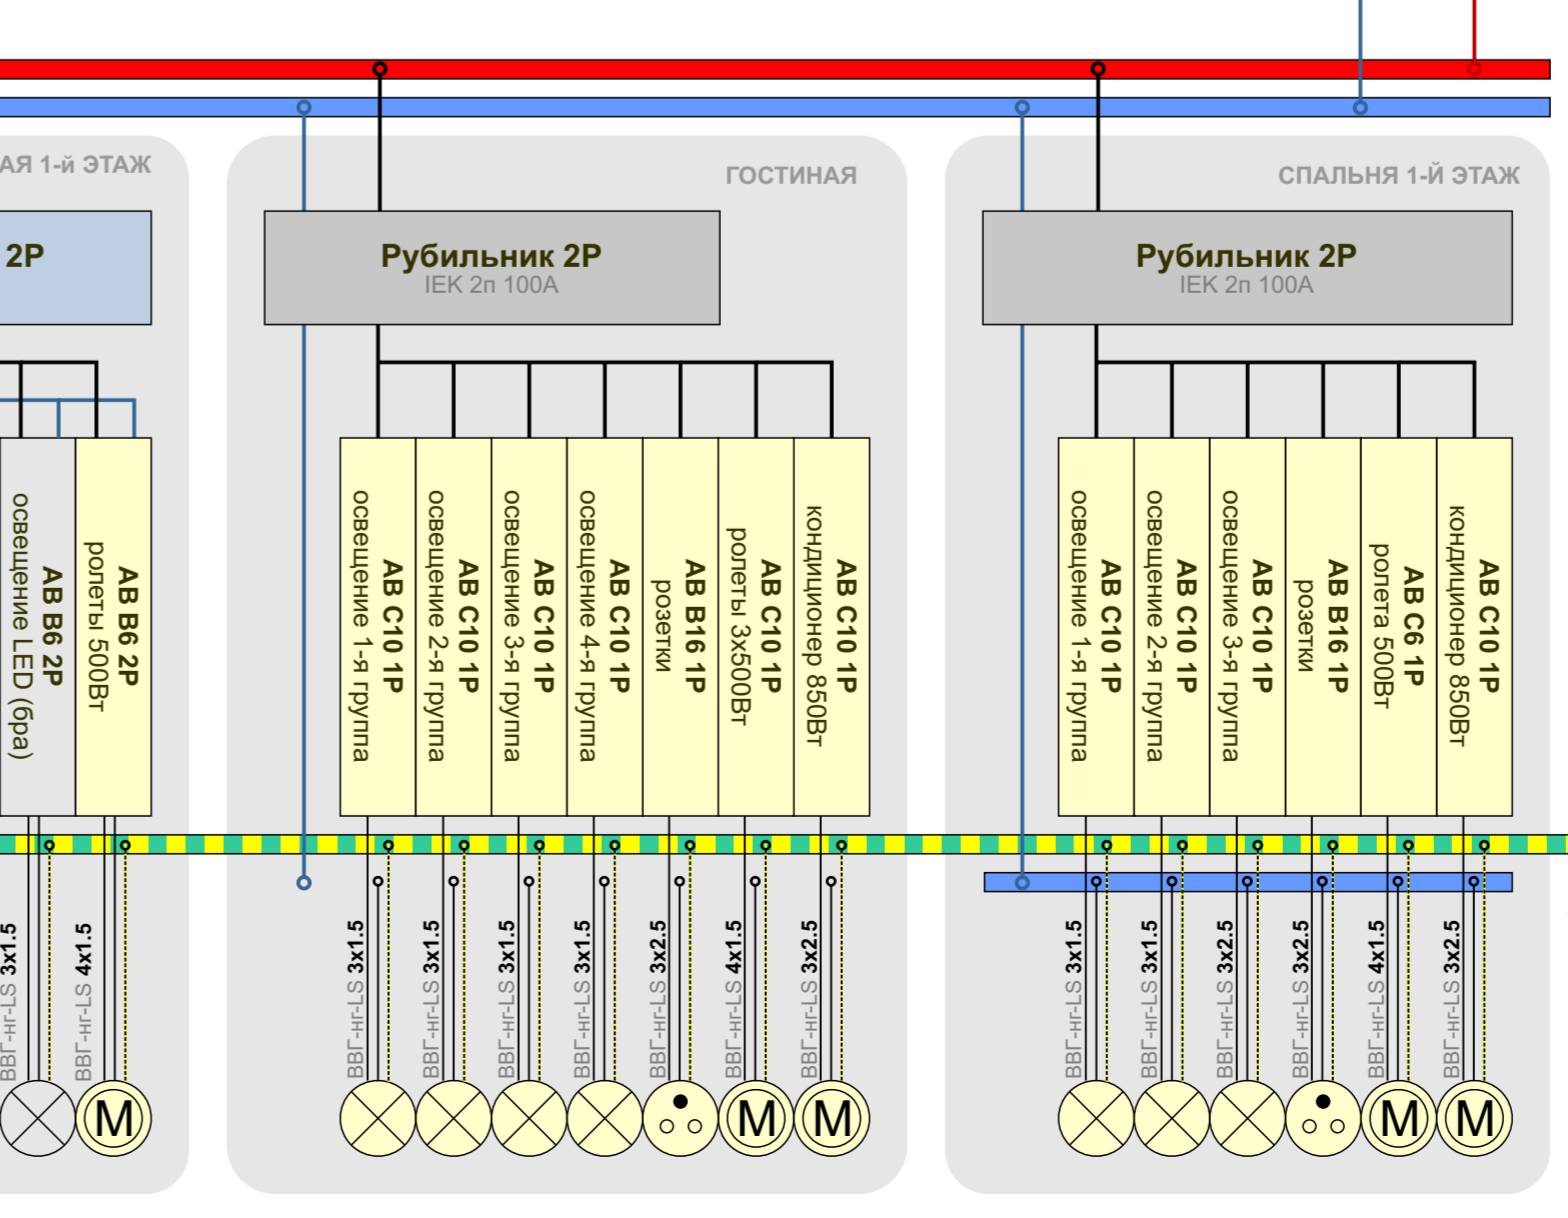 АЯ 1-й ЭТАЖ
2P
АВ В6 2Р
освещение LED (бра)
АВ В6 2Р
ролеты 500Вт
ВВГ-нг-LS 3x1.5
ВВГ-нг-LS 4x1.5
M
ГОСТИНАЯ
Рубильник 2Р
IEK 2п 100А
АВ С10 1Р
освещение 1-я группа
АВ С10 1Р
освещение 2-я группа
АВ С10 1Р
освещение 3-я группа
АВ С10 1Р
освещение 4-я группа
АВ В16 1Р
розетки
АВ С10 1Р
ролеты 3х500Вт
АВ С10 1Р
кондиционер 850Вт
ВВГ-нг-LS 3x1.5
ВВГ-нг-LS 3x1.5
ВВГ-нг-LS 3x1.5
ВВГ-нг-LS 3x1.5
ВВГ-нг-LS 3x2.5
ВВГ-нг-LS 4x1.5
ВВГ-нг-LS 3x2.5
M
M
СПАЛЬНЯ 1-Й ЭТАЖ
Рубильник 2Р
IEK 2п 100А
АВ С10 1Р
освещение 1-я группа
АВ С10 1Р
освещение 2-я группа
АВ С10 1Р
освещение 3-я группа
АВ В16 1Р
розетки
АВ С6 1Р
ролета 500Вт
АВ С10 1Р
кондиционер 850Вт
ВВГ-нг-LS 3x1.5
ВВГ-нг-LS 3x1.5
ВВГ-нг-LS 3x2.5
ВВГ-нг-LS 3x2.5
ВВГ-нг-LS 4x1.5
ВВГ-нг-LS 3x2.5
M
M